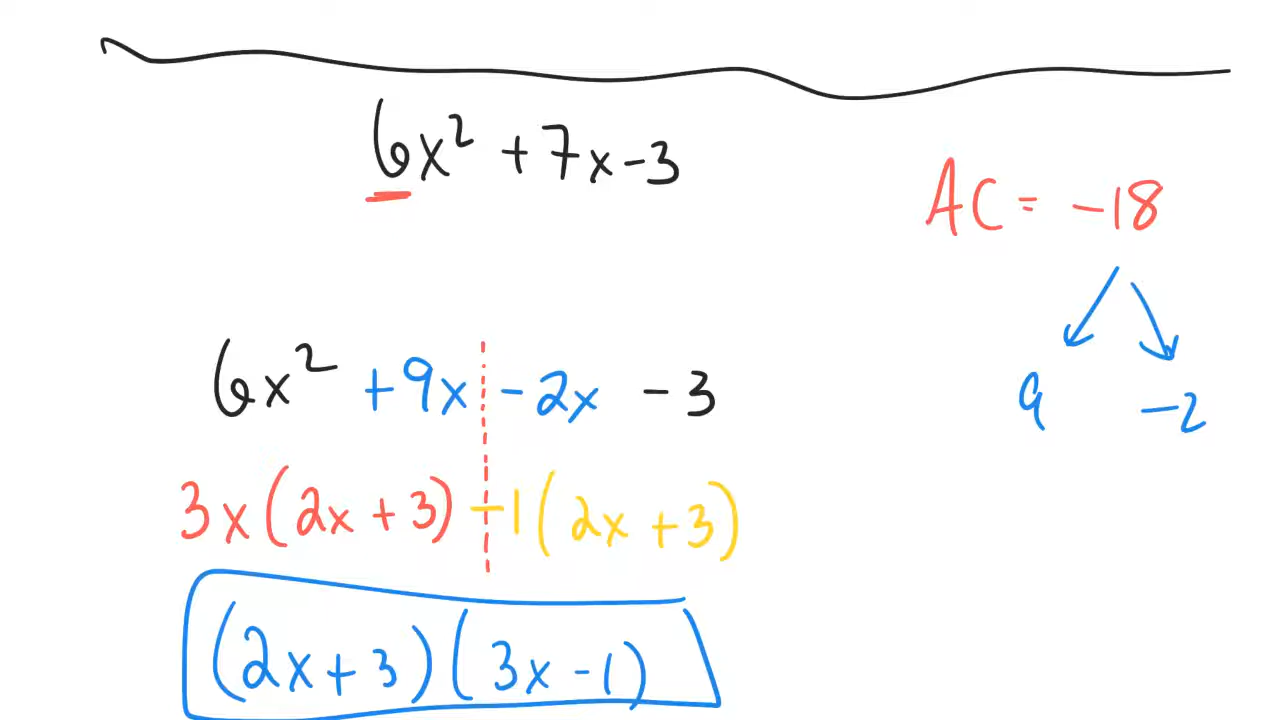 6x² + 7x - 3
AC = -18
6x² + 9x - 2x - 3
9 -2
3x(2x + 3) - 1(2x + 3)
(2x + 3)(3x - 1)